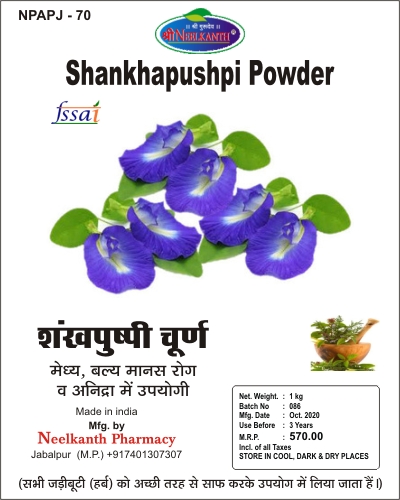 NPAPJ - 70
|| श्री गुरूदेव ||
श्री NEELKANTH
®
Shankhapushpi Powder
fssai
शंखपुष्पी चूर्ण
मेध्य, बल्य मानस रोग
व अनिद्रा में उपयोगी
Made in india
Mfg. by
Neelkanth Pharmacy
Jabalpur (M.P.) +917401307307
Net. Weight. : 1 kg
Batch No : 086
Mfg. Date : Oct. 2020
Use Before : 3 Years
M.R.P. : 570.00
Incl. of all Taxes
STORE IN COOL, DARK & DRY PLACES
(सभी जड़ीबूटी (हर्ब) को अच्छी तरह से साफ करके उपयोग में लिया जाता हैं।)